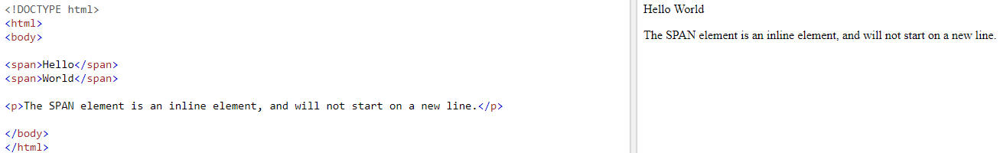 <!DOCTYPE html>
<html>
<body>
<span>Hello</span>
<span>World</span>
<p>The SPAN element is an inline element, and will not start on a new line.</p>
</body>
</html>
Hello World
The SPAN element is an inline element, and will not start on a new line.